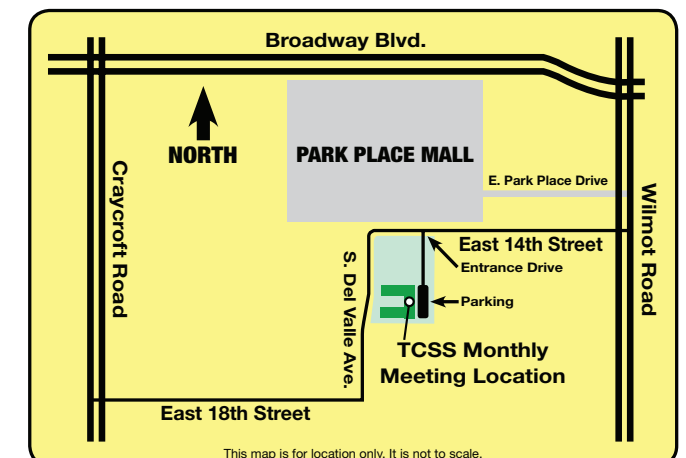 Broadway Blvd.
NORTH
PARK PLACE MALL
E. Park Place Drive
Craycroft Road
Wilmot Road
East 14th Street
Entrance Drive
S. Del Valle Ave.
Parking
TCSS Monthly
Meeting Location
East 18th Street
This map is for location only. It is not to scale.